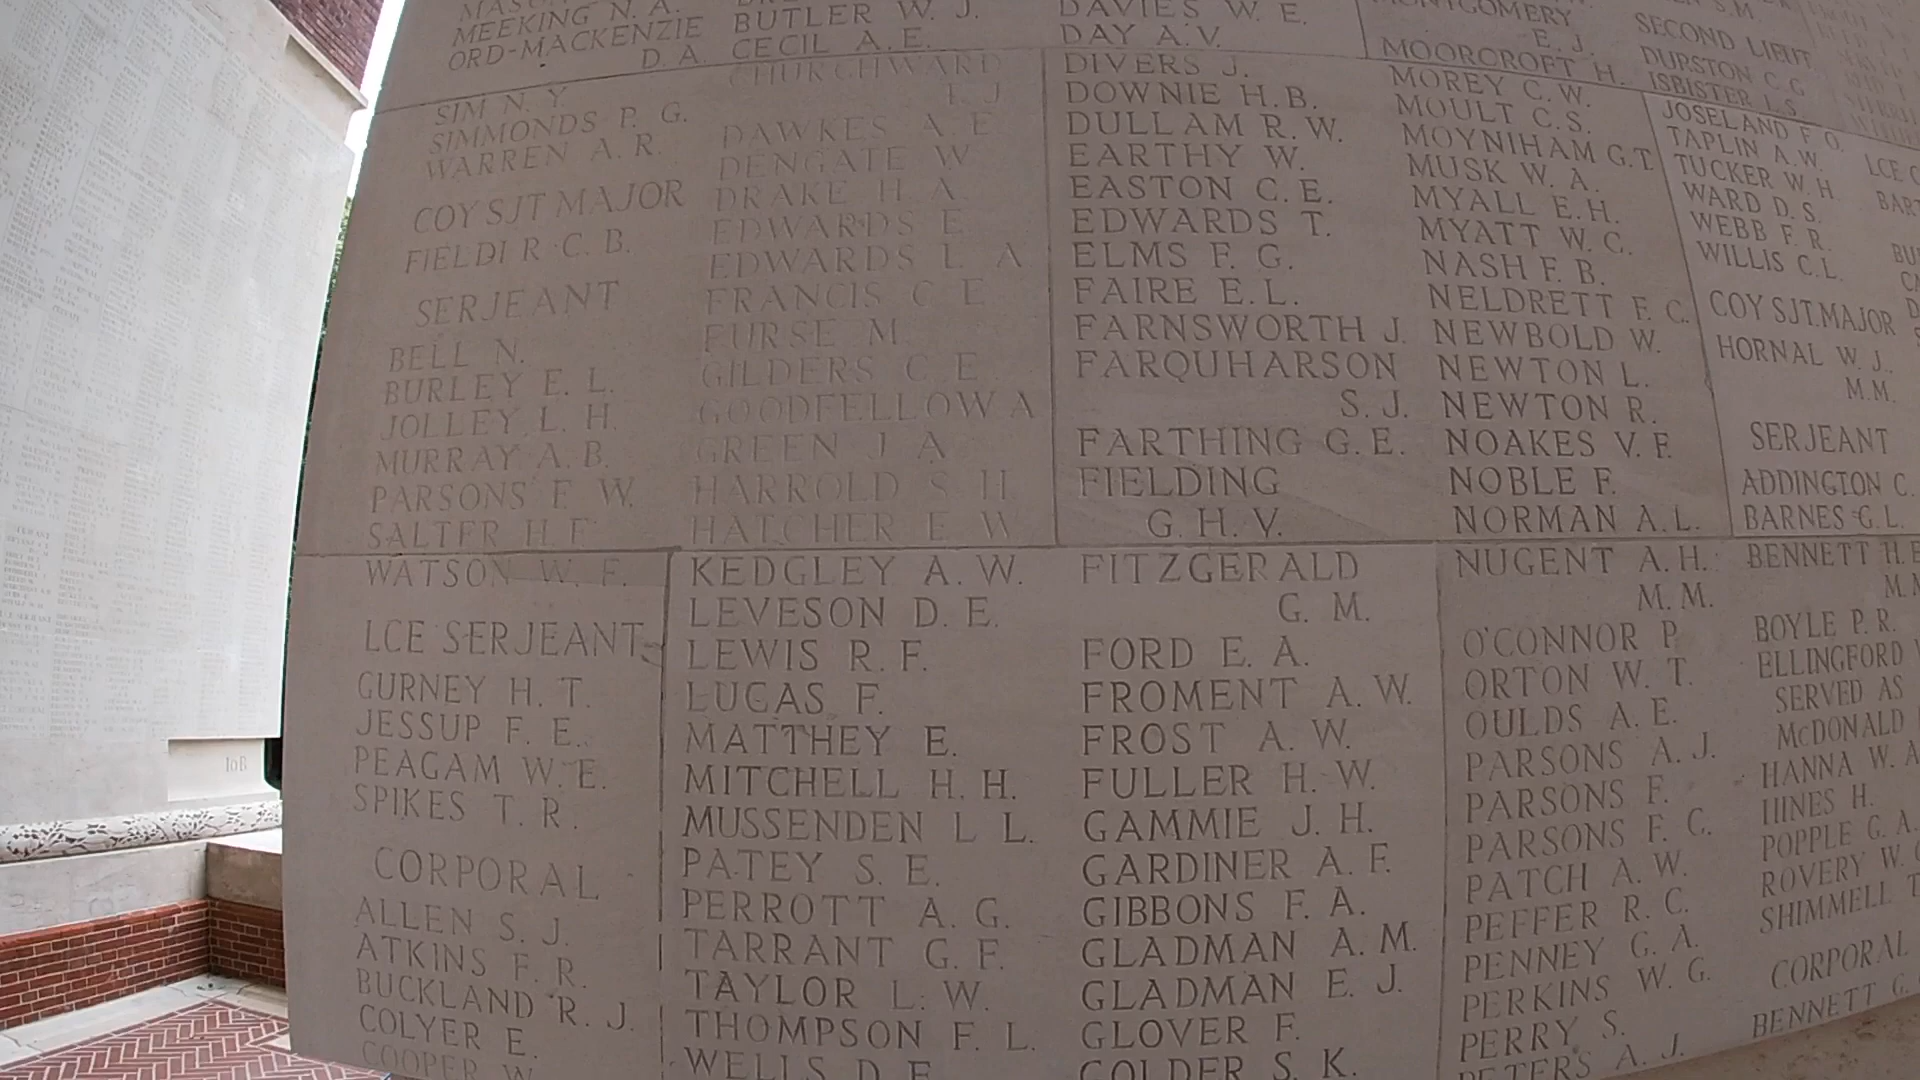 MEEKING N. A.
ORD-MACKENZIE
D. A.
SIM N. Y.
SIMMONDS P. G.
WARREN A. R.
COY SJT MAJOR
C. B.
SERJEANT
BELL N.
BURLEY E. L.
JOLLEY L. H.
MURRAY A. B.
PARSONS F. W.
SALTER H. F.
WATSON W. F.
LCE SERJEANT
GURNEY H. T.
JESSUP F. E.
PEAGAM W. E.
SPIKES T. R.
CORPORAL
ALLEN S. J.
ATKINS F. R.
BUCKLAND R. J.
COLYER E.
COOPER W.
BUTLER W. J.
CECIL A. E.
CHURCHWARD
DAWKES A. E.
DENGATE W.
DRAKE H. A.
EDWARDS E.
EDWARDS L. A.
FRANCIS C. E.
FURSE M.
GILDERS C. E.
GOODFELLOW A.
GREEN J. A.
HARROLD S. H.
HATCHER E. W.
KEDGLEY A. W.
LEVESON D. E.
LEWIS R. F.
LUCAS F.
MATTHEY E.
MITCHELL H. H.
MUSSENDEN L. L.
PATEY S. E.
PERROTT A. G.
TARRANT G. F.
TAYLOR L. W.
THOMPSON F. L.
WELLS D. E.
DAVIES W. E.
DAY A. V.
DIVERS J.
DOWNIE H. B.
DULLAM R. W.
EARTHY W.
EASTON C. E.
EDWARDS T.
ELMS F. G.
FAIRE E. L.
FARNSWORTH J.
FARQUHARSON
S. J.
FARTHING G. E.
FIELDING
G. H. V.
FITZGERALD
G. M.
FORD E. A.
FROMENT A. W.
FROST A. W.
FULLER H. W.
GAMMIE J. H.
GARDINER A. F.
GIBBONS F. A.
GLADMAN A. M.
GLADMAN E. J.
GLOVER F.
GOLDER S. K.
MONTGOMERY
E. J.
MOORCROFT H.
MOREY C. W.
MOULT C. S.
MOYNIHAM G. T.
MUSK W. A.
MYALL E. H.
MYATT W. C.
NASH F. B.
NELDRETT F. C.
NEWBOLD W.
NEWTON L.
NEWTON R.
NOAKES V. F.
NOBLE F.
NORMAN A. L.
NUGENT A. H.
M. M.
O'CONNOR P.
ORTON W. T.
OULDS A. E.
PARSONS A. J.
PARSONS F.
PARSONS F. C.
PATCH A. W.
PEFFER R. C.
PENNEY G. A.
PERKINS W. G.
PERRY S.
PETERS A. J.
SECOND LIEUT
DURSTON C. G
ISBISTER L. S.
JOSELAND F. O.
TAPLIN A. W.
TUCKER W. H
WARD D. S.
WEBB F. R.
WILLIS C. L.
COY SJT. MAJOR
HORNAL W. J.
M. M.
SERJEANT
ADDINGTON C.
BARNES G. L.
BENNETT H. E
BOYLE P. R.
ELLINGFORD
SERVED AS
McDONALD
HANNA W. A
HINES H.
POPPLE G. A.
ROVERY W.
SHIMMELL T
CORPORAL
BENNETT G.
LCE